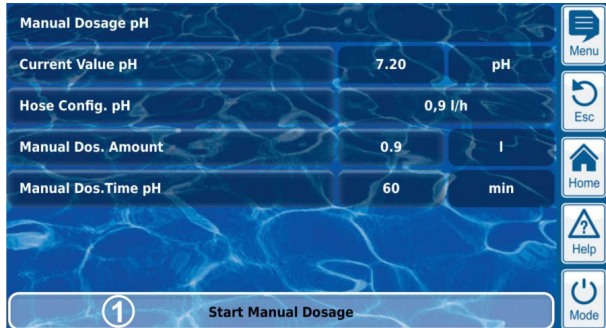 Manual Dosage pH
Current Value pH 7.20 pH
Hose Config. pH 0,9 l/h
Manual Dos. Amount 0.9 l
Manual Dos.Time pH 60 min
1 Start Manual Dosage
Menu
Esc
Home
Help
Mode